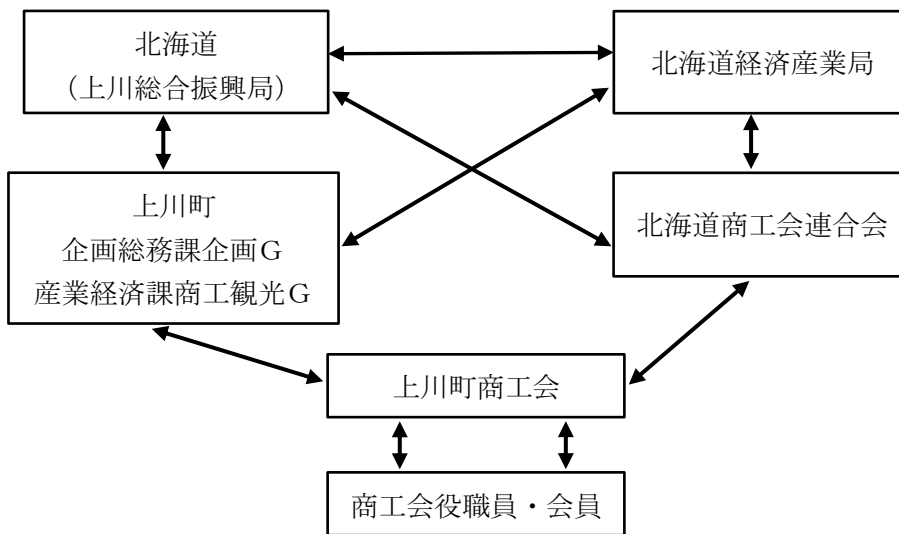 北海道
（上川総合振興局）
北海道経済産業局
上川町
企画総務課企画Ｇ
産業経済課商工観光Ｇ
北海道商工会連合会
上川町商工会
商工会役職員・会員